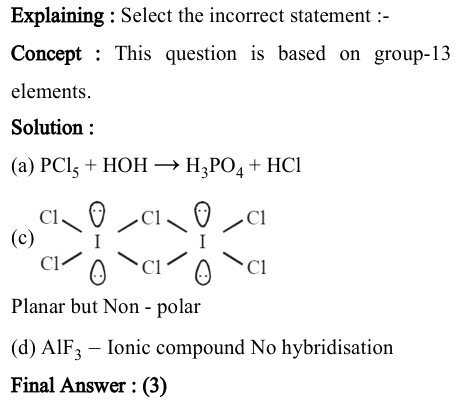 Explaining : Select the incorrect statement :-
Concept : This question is based on group-13
elements.
Solution :
(a) PCl₅ + HOH ⟶ H₃PO₄ + HCl
Cl Cl Cl
(c) I I
Cl Cl Cl
Planar but Non - polar
(d) AlF₃ – Ionic compound No hybridisation
Final Answer : (3)